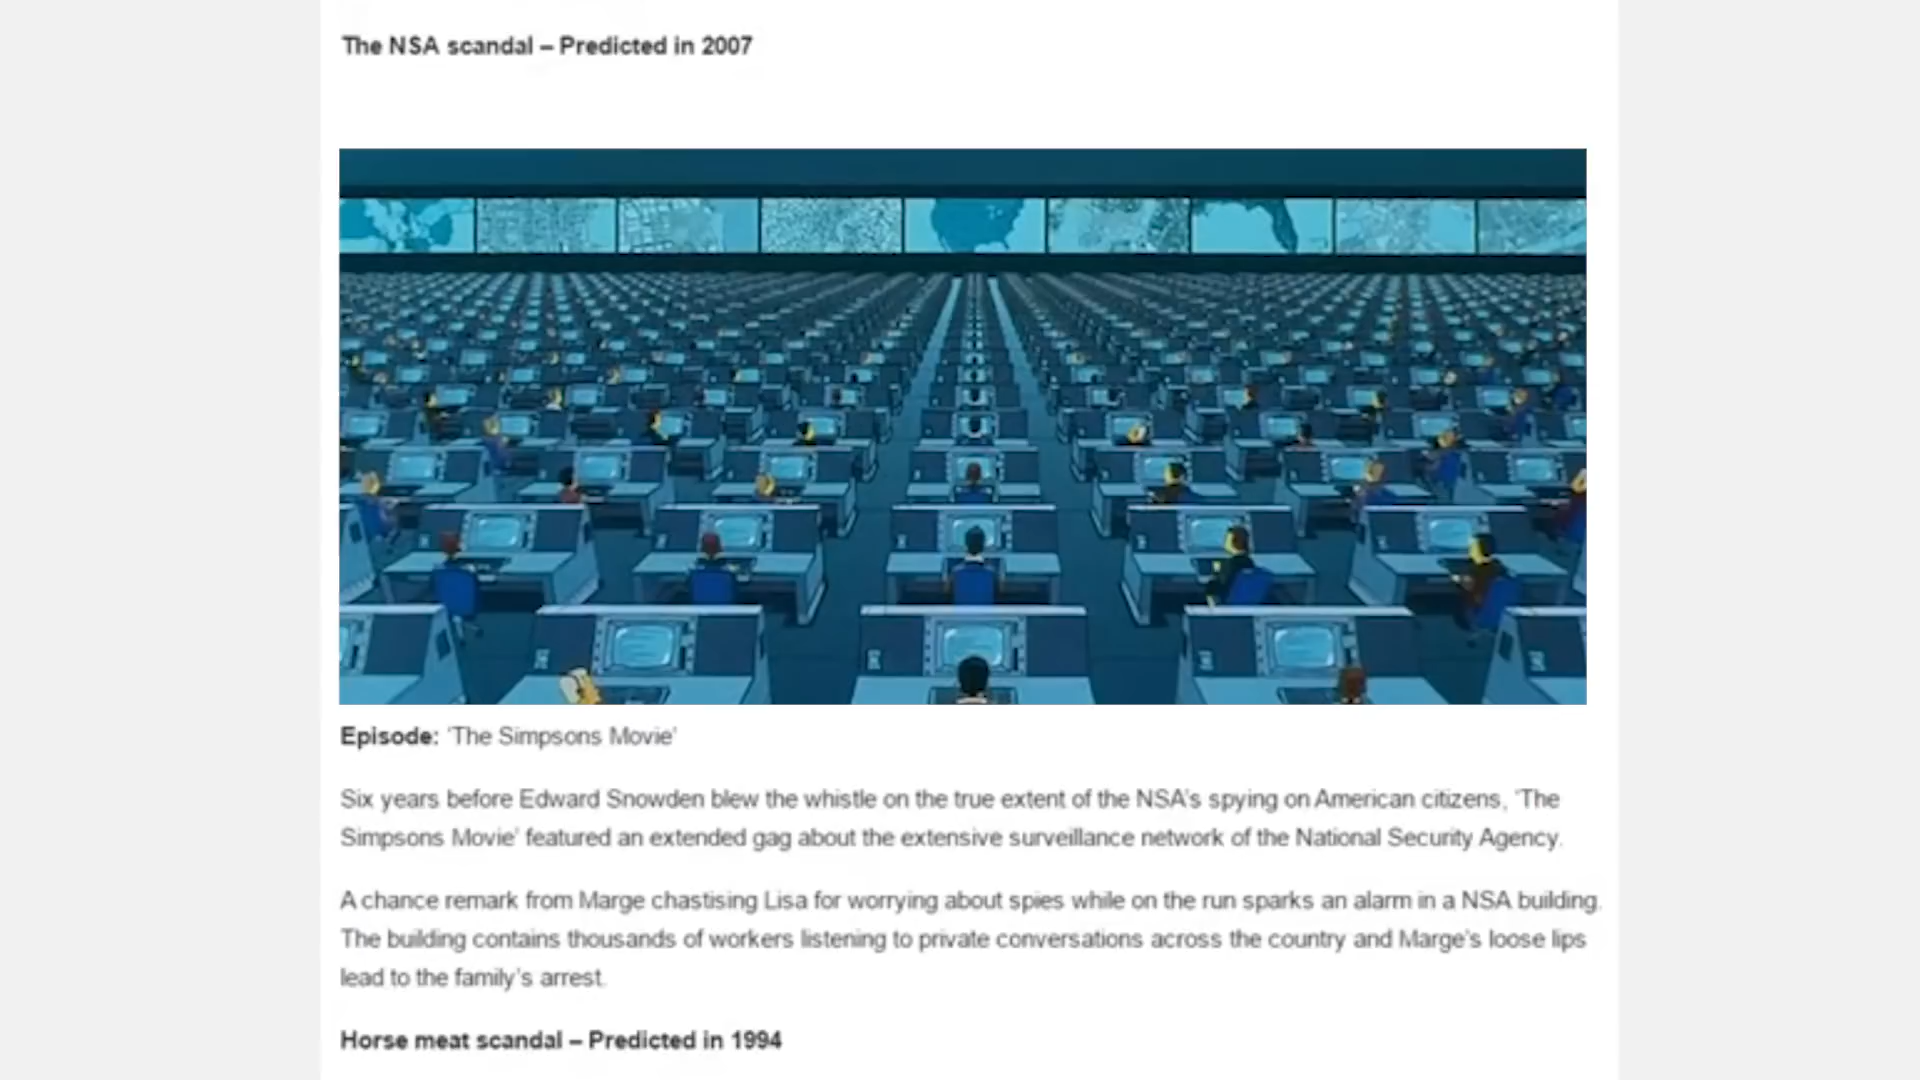 The NSA scandal – Predicted in 2007
Episode: 'The Simpsons Movie'
Six years before Edward Snowden blew the whistle on the true extent of the NSA's spying on American citizens, 'The
Simpsons Movie' featured an extended gag about the extensive surveillance network of the National Security Agency.
A chance remark from Marge chastising Lisa for worrying about spies while on the run sparks an alarm in a NSA building.
The building contains thousands of workers listening to private conversations across the country and Marge's loose lips
lead to the family's arrest.
Horse meat scandal – Predicted in 1994